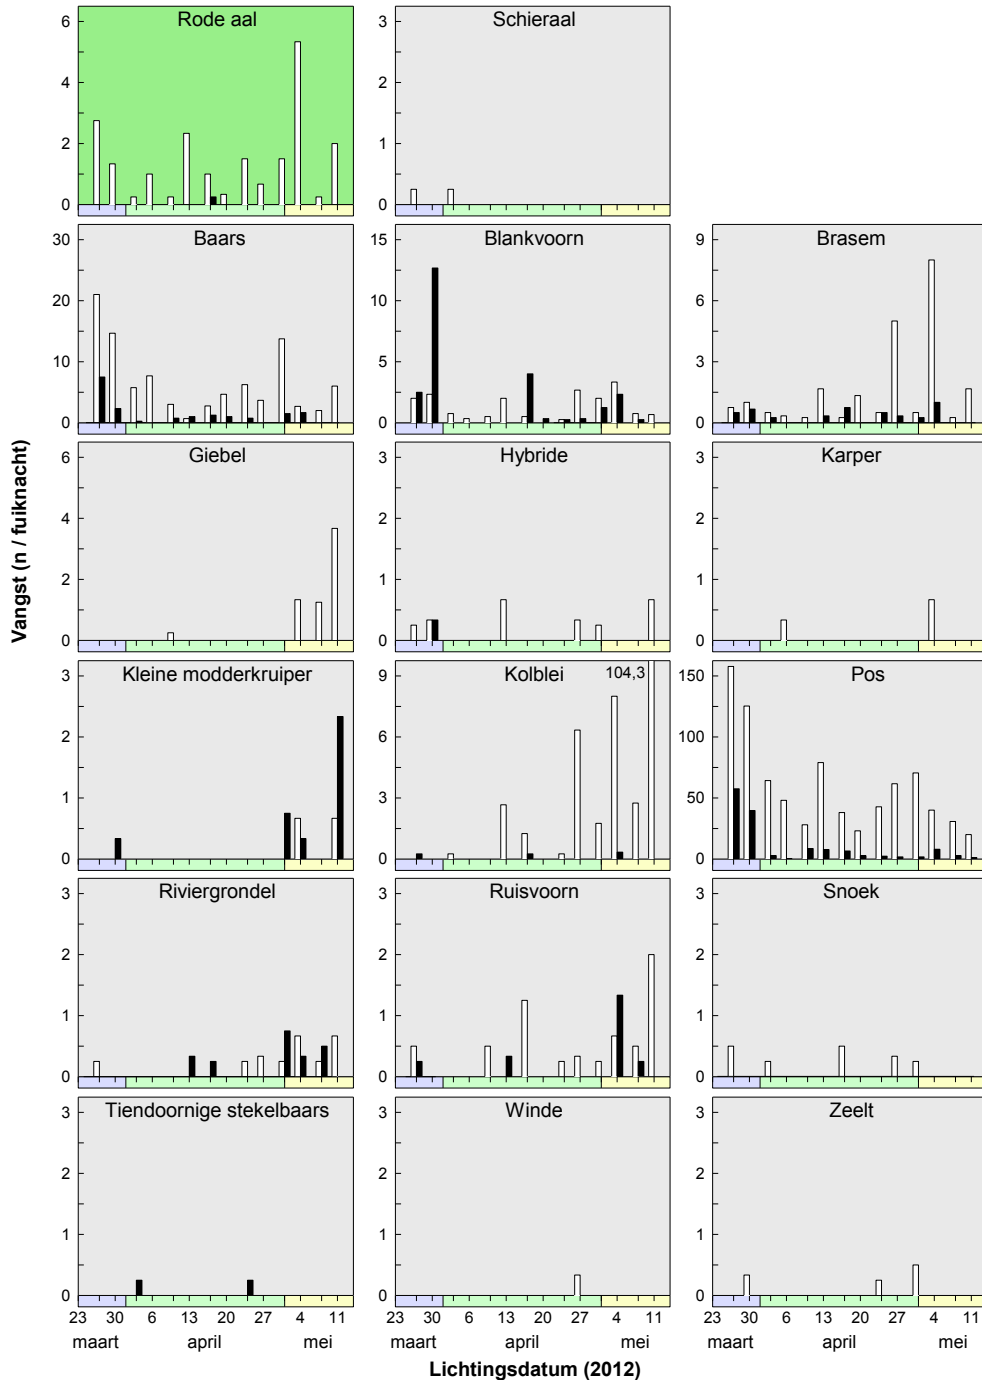 Rode aal
6
4
2
0
Schieraal
3
2
1
0
Baars
30
20
10
0
Blankvoorn
15
10
5
0
Brasem
9
6
3
0
Giebel
6
4
2
0
Hybride
3
2
1
0
Karper
3
2
1
0
Kleine modderkruiper
3
2
1
0
Kolblei
104,3
9
6
3
0
Pos
150
100
50
0
Riviergrondel
3
2
1
0
Ruisvoorn
3
2
1
0
Snoek
3
2
1
0
Tiendoornige stekelbaars
3
2
1
0
Winde
3
2
1
0
Zeelt
3
2
1
0
23 30 6 13 20 27 4 11
maart april mei
23 30 6 13 20 27 4 11
maart april mei
23 30 6 13 20 27 4 11
maart april mei
Vangst (n / fuiknacht)
Lichtingsdatum (2012)